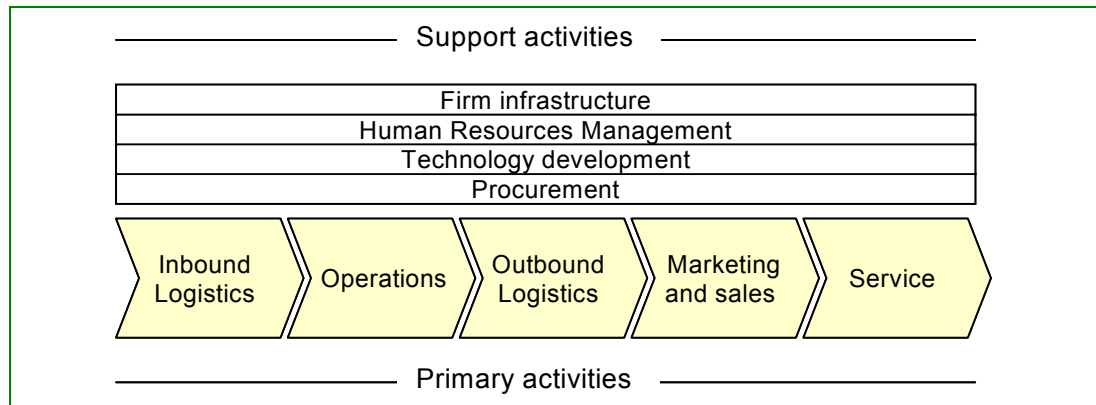 Support activities
Firm infrastructure
Human Resources Management
Technology development
Procurement
Inbound
Logistics
Operations
Outbound
Logistics
Marketing
and sales
Service
Primary activities